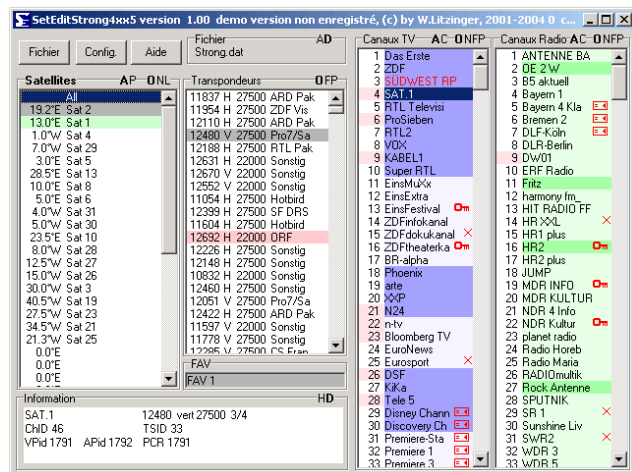 SetEditStrong4xx5 version 1.00 demo version non enregistré, (c) by W.Litzinger, 2001-2004 0 c...
Fichier
Config.
Aide
Fichier
AD
Strong.dat
Satellites
AP ONL
All
19.2°E Sat 2
13.0°E Sat 1
1.0°W Sat 4
7.0°W Sat 29
3.0°E Sat 5
28.5°E Sat 13
10.0°E Sat 8
5.0°E Sat 6
4.0°W Sat 31
5.0°W Sat 30
23.5°E Sat 10
8.0°W Sat 28
12.5°W Sat 27
15.0°W Sat 26
30.0°W Sat 3
40.5°W Sat 19
27.5°W Sat 23
34.5°W Sat 21
21.3°W Sat 25
0.0°E
0.0°E
0.0°E
Transpondeurs
OFP
11837 H 27500 ARD Pak
11954 H 27500 ZDF Vis
12110 H 27500 ARD Pak
12480 V 27500 Pro7/Sa
12188 H 27500 RTL Pak
12631 H 22000 Sonstig
12670 V 22000 Sonstig
12552 V 22000 Sonstig
11054 H 27500 Hotbird
12399 H 27500 SF DRS
11604 H 27500 Hotbird
12692 H 22000 ORF
12226 H 27500 Sonstig
12148 H 27500 Sonstig
10832 H 22000 Sonstig
12460 H 27500 Sonstig
12051 V 27500 Pro7/Sa
12422 H 27500 ARD Pak
11597 V 22000 Sonstig
11778 V 27500 Sonstig
12285 V 27500 CS Fran
FAV
FAV 1
Information
HD
SAT.1 12480 vert 27500 3/4
ChID 46 TSID 33
VPid 1791 APid 1792 PCR 1791
Canaux TV
AC ONFP
1 Das Erste
2 ZDF
3 SÜDWEST RP
4 SAT.1
5 RTL Televisi
6 ProSieben
7 RTL2
8 VOX
9 KABEL1
10 Super RTL
11 EinsMuXx
12 EinsExtra
13 EinsFestival
14 ZDFinfokanal
15 ZDFdokukanal
16 ZDFtheaterka
17 BR-alpha
18 Phoenix
19 arte
20 XXP
21 N24
22 n-tv
23 Bloomberg TV
24 EuroNews
25 Eurosport
26 DSF
27 KiKa
28 Tele 5
29 Disney Chann
30 Discovery Ch
31 Premiere-Sta
32 Premiere 1
33 Premiere 3
Canaux Radio
AC ONFP
1 ANTENNE BA
2 OE 2 W
3 B5 aktuell
4 Bayern 1
5 Bayern 4 Kla
6 Bremen 2
7 DLF-Köln
8 DLR-Berlin
9 DW01
10 ERF Radio
11 Fritz
12 harmony fm_
13 HIT RADIO FF
14 HR XXL
15 HR1 plus
16 HR2
17 HR2 plus
18 JUMP
19 MDR INFO
20 MDR KULTUR
21 NDR 4 Info
22 NDR Kultur
23 planet radio
24 Radio Horeb
25 Radio Maria
26 RADIOmultik
27 Rock Antenne
28 SPUTNIK
29 SR 1
30 Sunshine Liv
31 SWR2
32 WDR 3
33 WDR 5